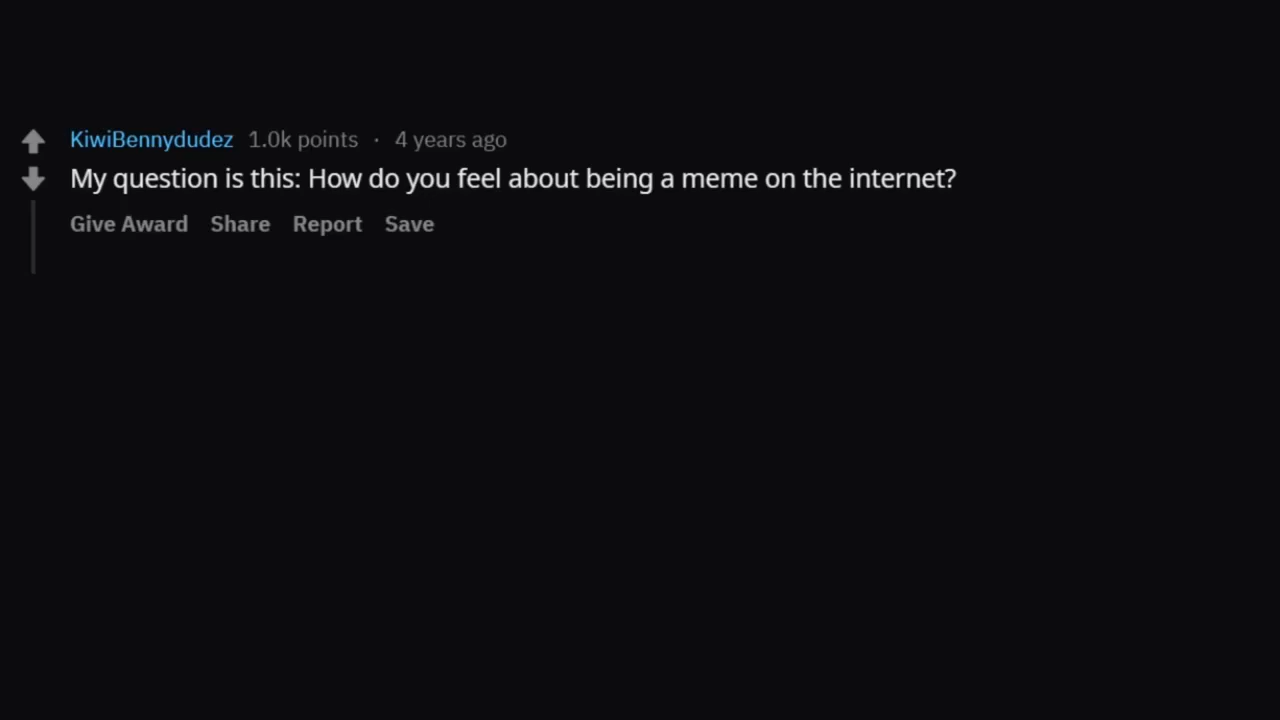 KiwiBennydudez 1.0k points · 4 years ago
My question is this: How do you feel about being a meme on the internet?
Give Award Share Report Save